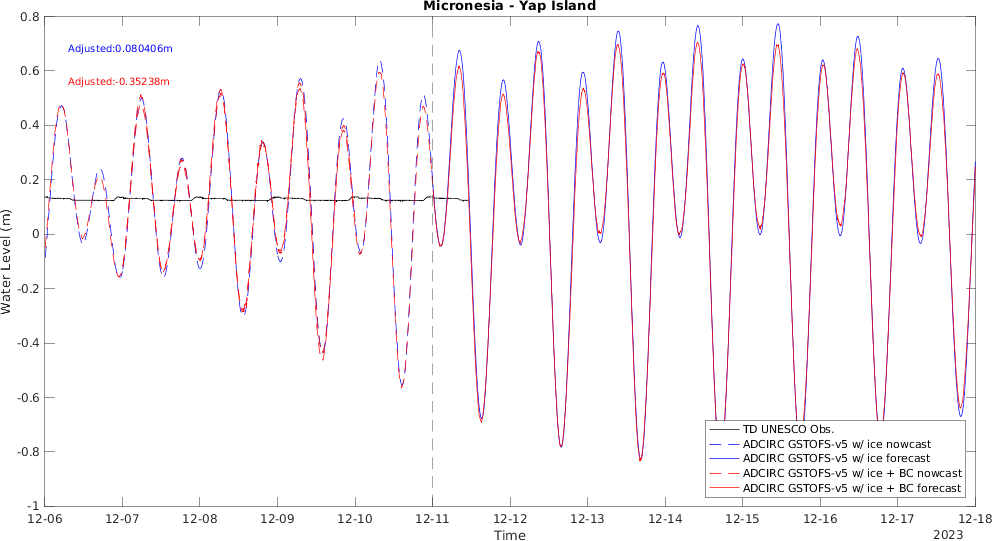 Micronesia - Yap Island
Adjusted:0.080406m
Adjusted:-0.35238m
Water Level (m)
0.8
0.6
0.4
0.2
0
-0.2
-0.4
-0.6
-0.8
-1
TD UNESCO Obs.
ADCIRC GSTOFS-v5 w/ ice nowcast
ADCIRC GSTOFS-v5 w/ ice forecast
ADCIRC GSTOFS-v5 w/ ice + BC nowcast
ADCIRC GSTOFS-v5 w/ ice + BC forecast
12-06 12-07 12-08 12-09 12-10 12-11 12-12 12-13 12-14 12-15 12-16 12-17 12-18
Time
2023